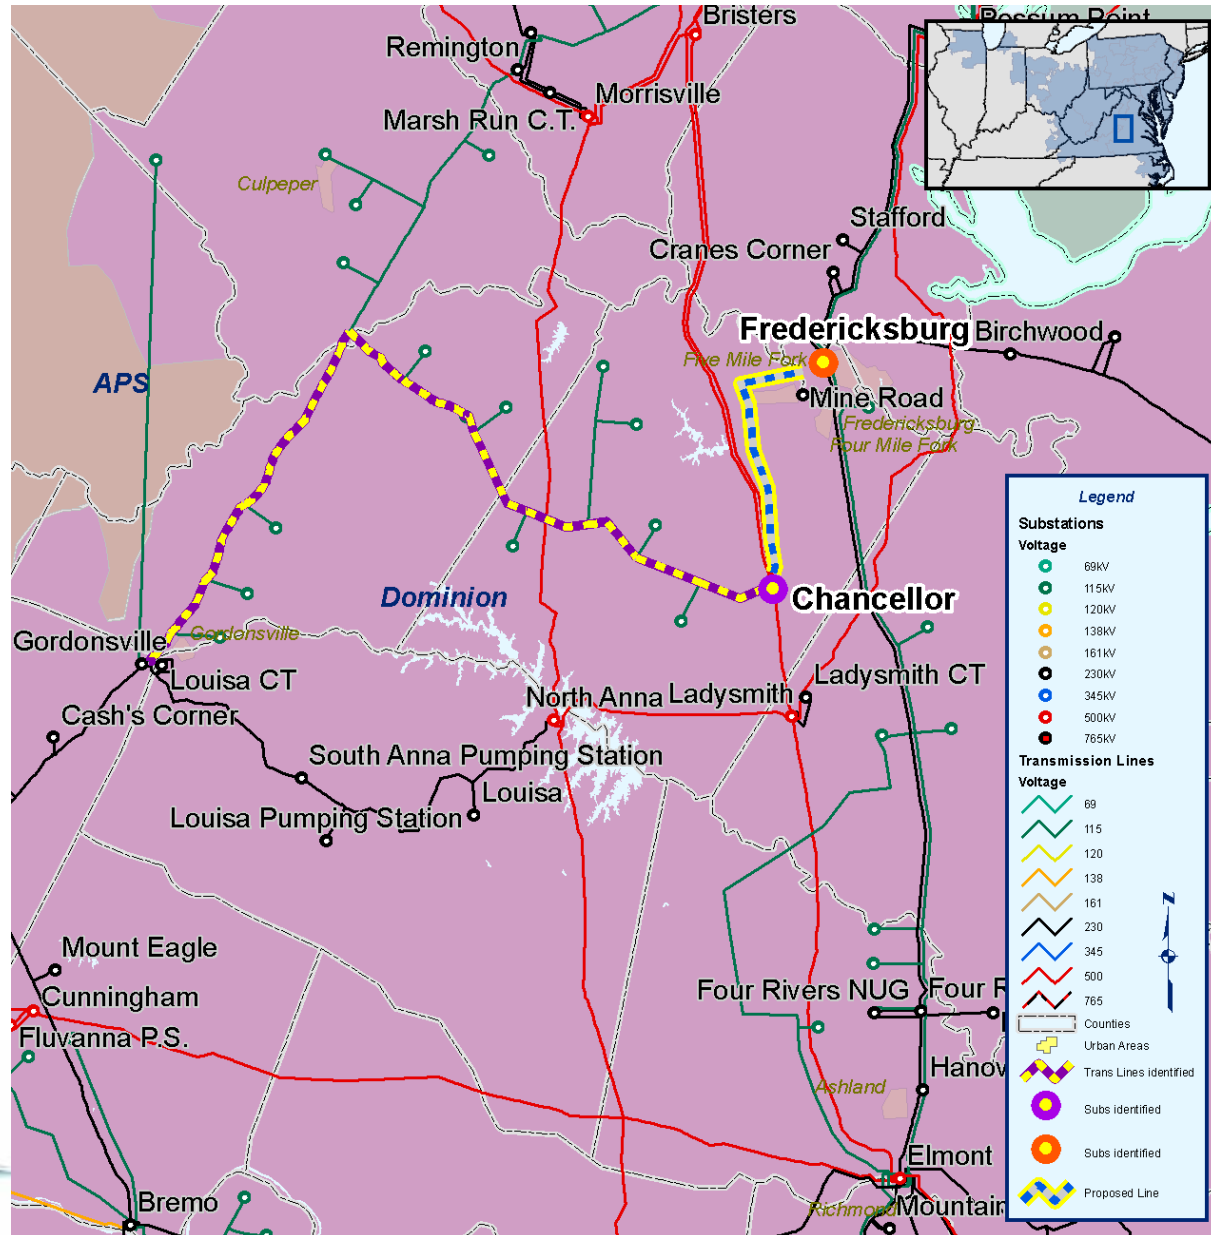 Bristers
Possum Point
Remington
Morrisville
Marsh Run C.T.
Culpeper
Stafford
Cranes Corner
Fredericksburg
Birchwood
Five Mile Fork
APS
Mine Road
Fredericksburg
Four Mile Fork
Dominion
Chancellor
Gordonsville
Gordonsville
Louisa CT
Ladysmith CT
North Anna
Ladysmith
Cash's Corner
South Anna Pumping Station
Louisa
Louisa Pumping Station
Mount Eagle
Cunningham
Four Rivers NUG
Four R
Fluvanna P.S.
Hanov
Ashland
Elmont
Bremo
Richmond
Mountain
Legend
Substations
Voltage
69kV
115kV
120kV
138kV
161kV
230kV
345kV
500kV
765kV
Transmission Lines
Voltage
69
115
120
138
161
230
345
500
765
Counties
Urban Areas
Trans Lines identified
Subs identified
Subs identified
Proposed Line
N